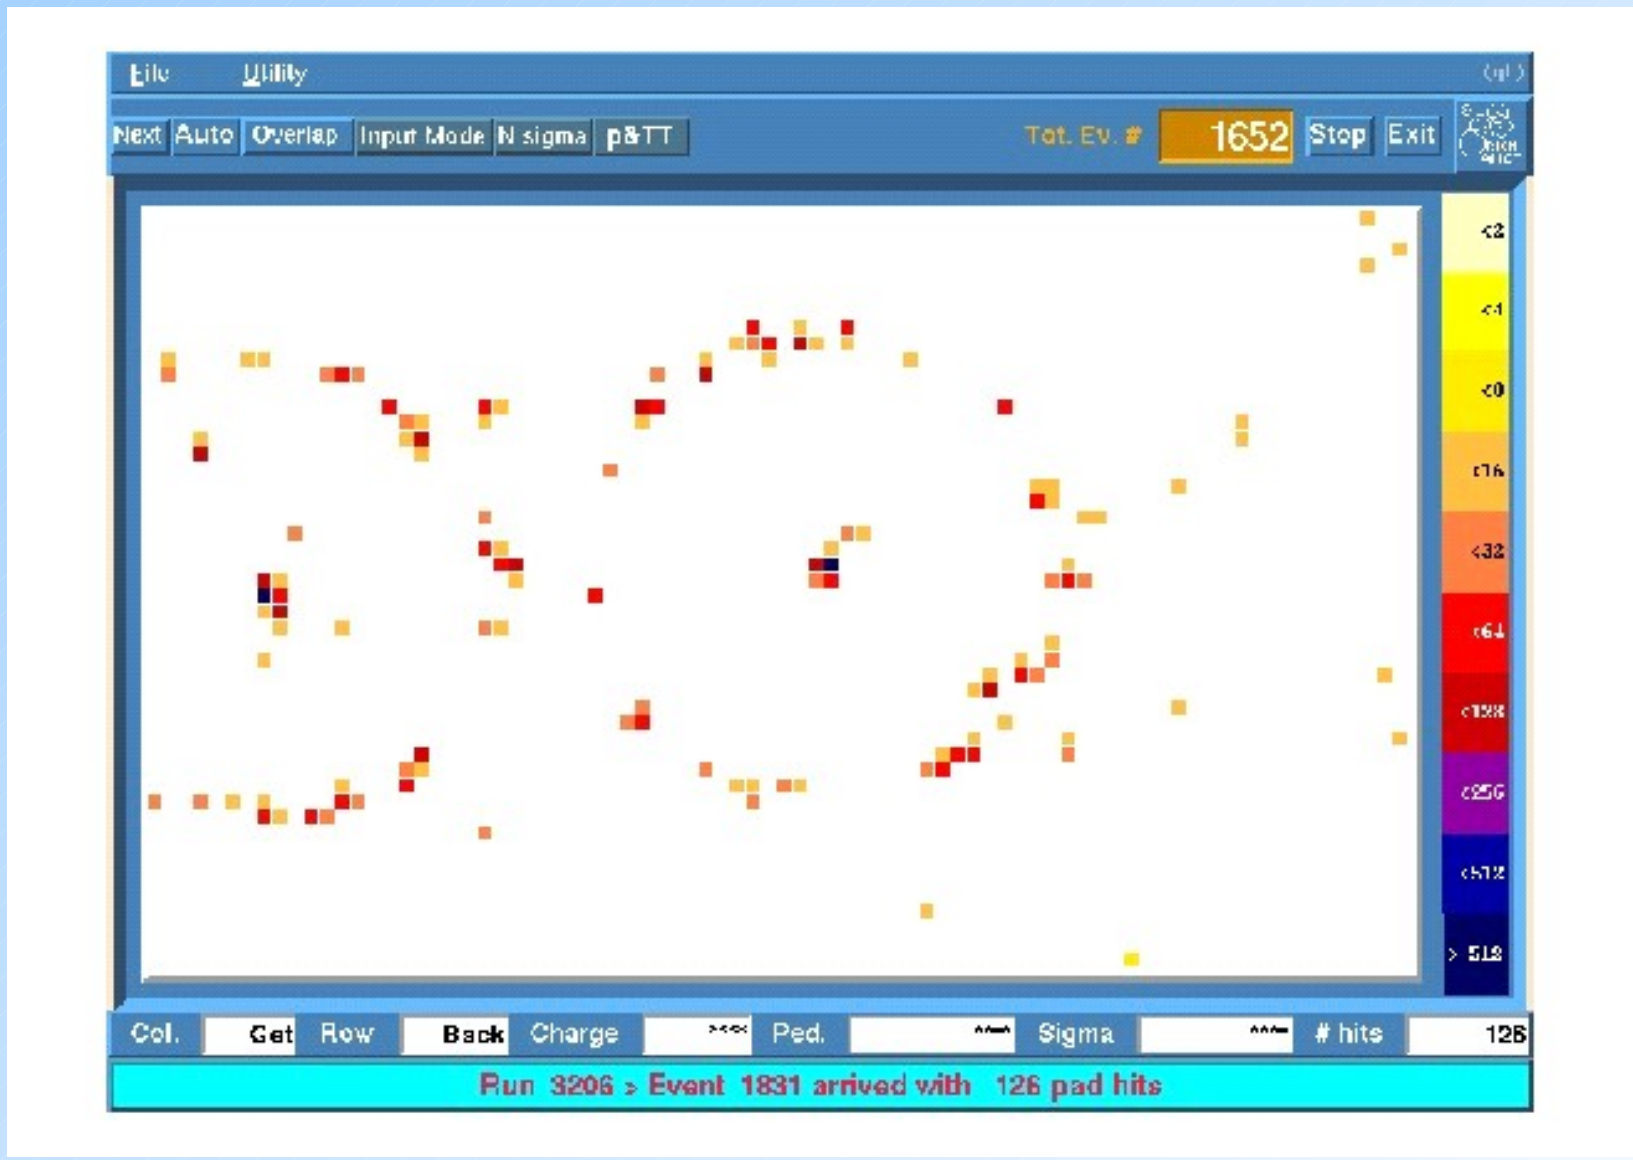 File Utility
Next Auto Overlap Input Mode N sigma p&TT Tot. Ev. # 1652 Stop Exit
RICH
ALICE
<2
<4
<16
<32
<64
<128
<256
<512
> 512
Col. Get Row Back Charge Ped. Sigma # hits 126
Run 3206 > Event 1831 arrived with 126 pad hits